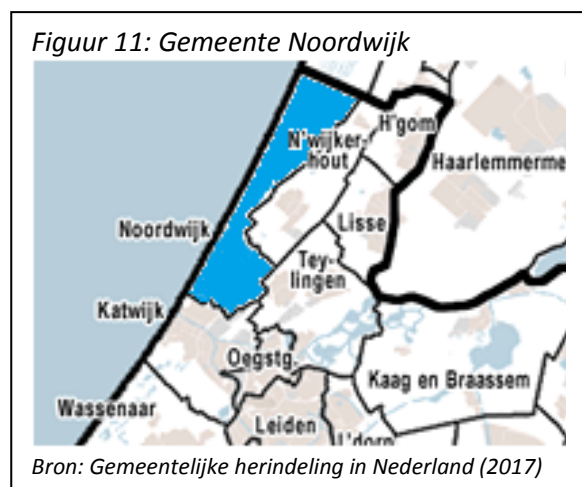 Figuur 11: Gemeente Noordwijk
H'gom
N'wijker-
hout
Haarlemmerme
Noordwijk
Lisse
Tey-
lingen
Katwijk
Oegstg.
Kaag en Braassem
Wassenaar
Leiden
L'dorp
Bron: Gemeentelijke herindeling in Nederland (2017)